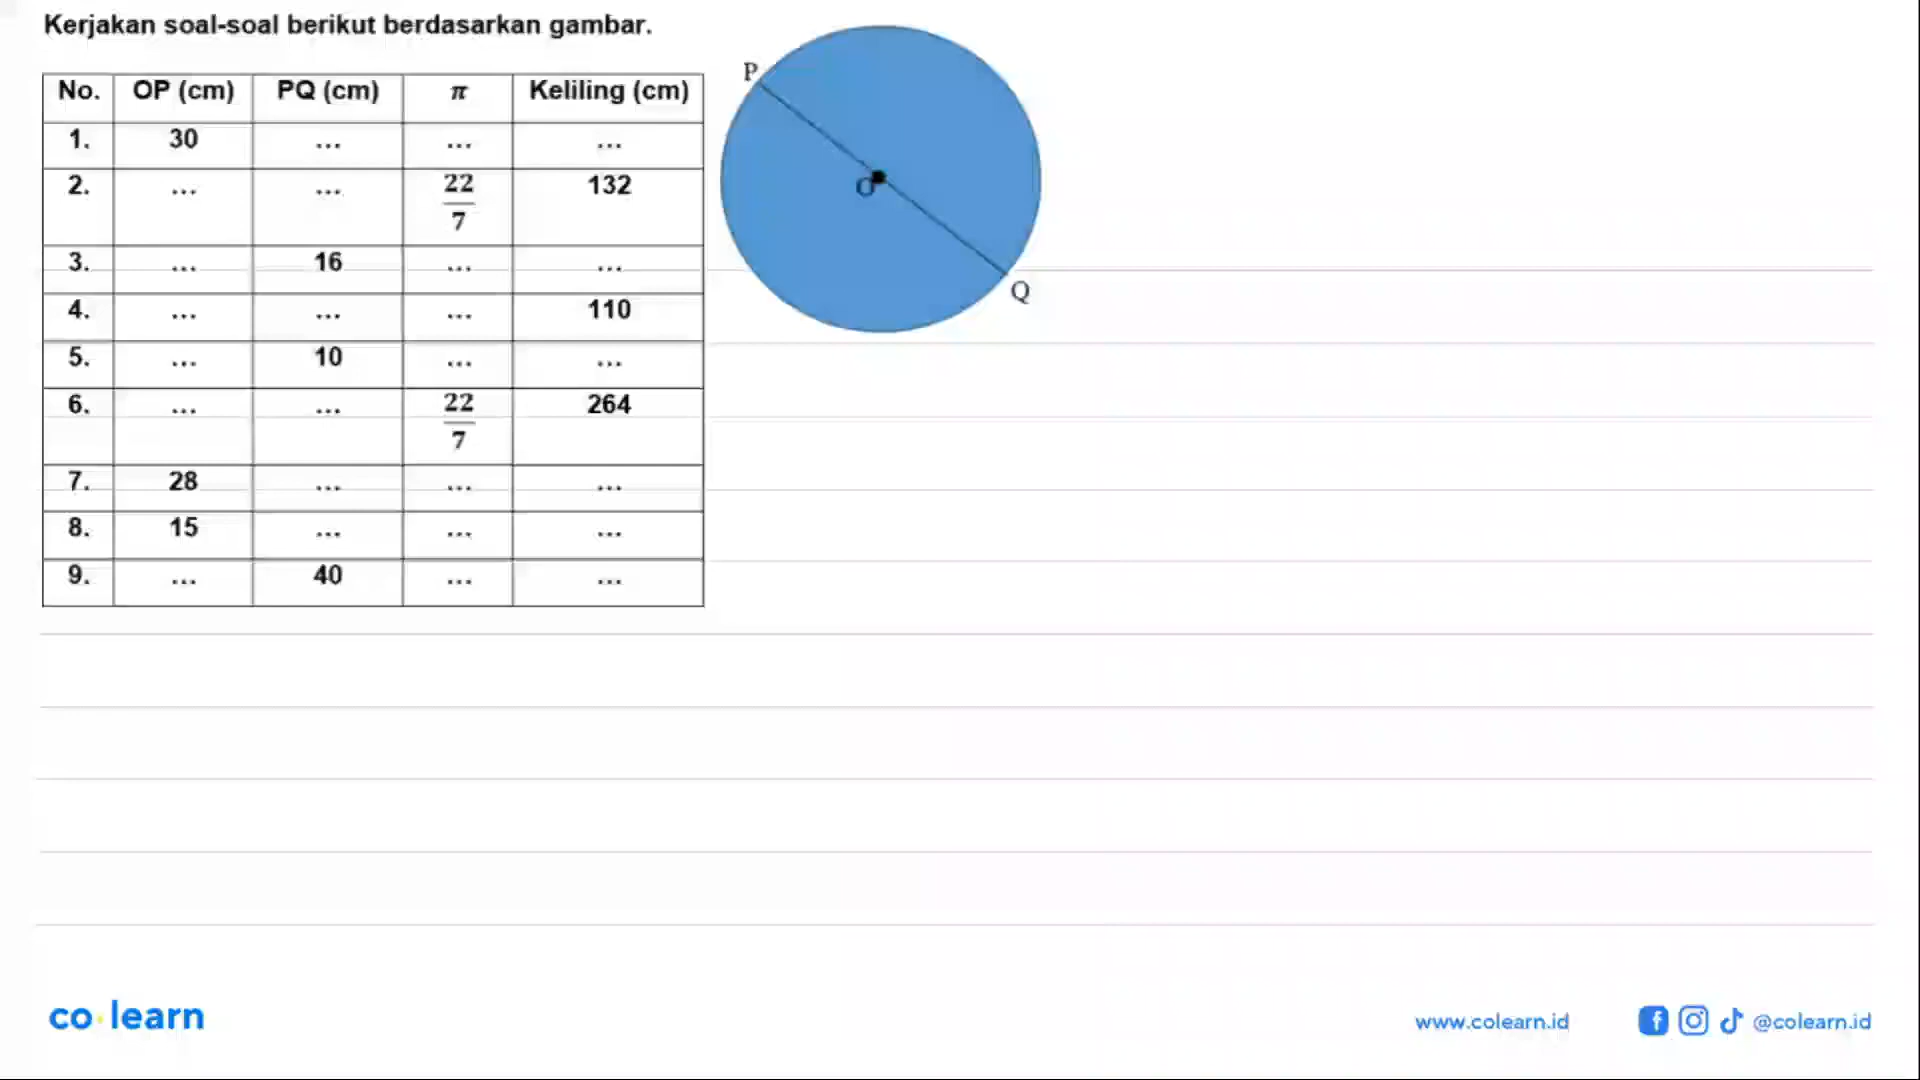 Kerjakan soal-soal berikut berdasarkan gambar.
No. OP (cm) PQ (cm) π Keliling (cm)
1. 30 ... ... ...
2. ... ... 22/7 132
3. ... 16 ... ...
4. ... ... ... 110
5. ... 10 ... ...
6. ... ... 22/7 264
7. 28 ... ... ...
8. 15 ... ... ...
9. ... 40 ... ...
P
O
Q
co learn
www.colearn.id @colearn.id